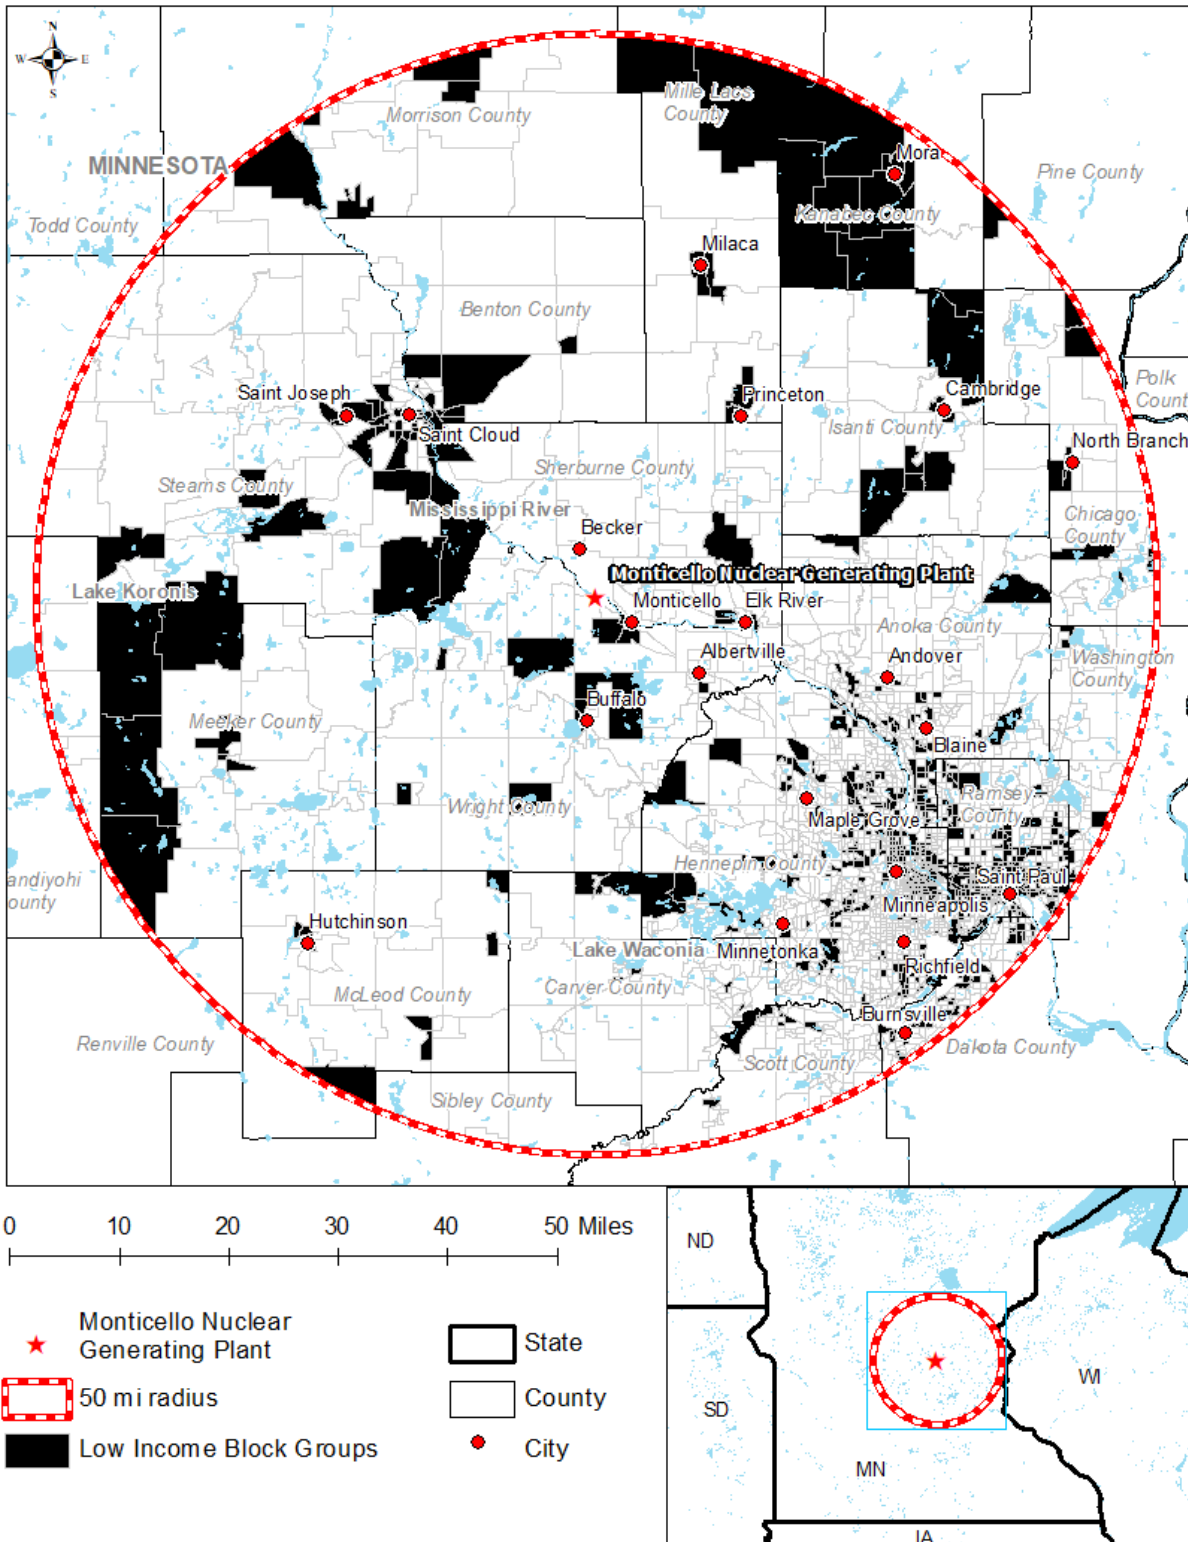 N
W E
S
Mille Lacs
County
Morrison County
Mora
MINNESOTA
Pine County
Kanabec County
Todd County
Milaca
Benton County
Polk
Count
Saint Joseph
Princeton
Cambridge
Isanti County
Saint Cloud
North Branch
Sherburne County
Stearns County
Mississippi River
Chicago
County
Becker
Monticello Nuclear Generating Plant
Lake Koronis
Monticello
Elk River
Anoka County
Albertville
Andover
Washington
County
Buffalo
Meeker County
Blaine
Wright County
Ramsey
County
Maple Grove
Hennepin County
andiyohi
ounty
Saint Paul
Minneapolis
Hutchinson
Lake Waconia
Minnetonka
Richfield
McLeod County
Carver County
Burnsville
Renville County
Dakota County
Scott County
Sibley County
0 10 20 30 40 50 Miles
Monticello Nuclear
Generating Plant
State
50 mi radius
County
Low Income Block Groups
City
ND
SD
WI
MN
IA